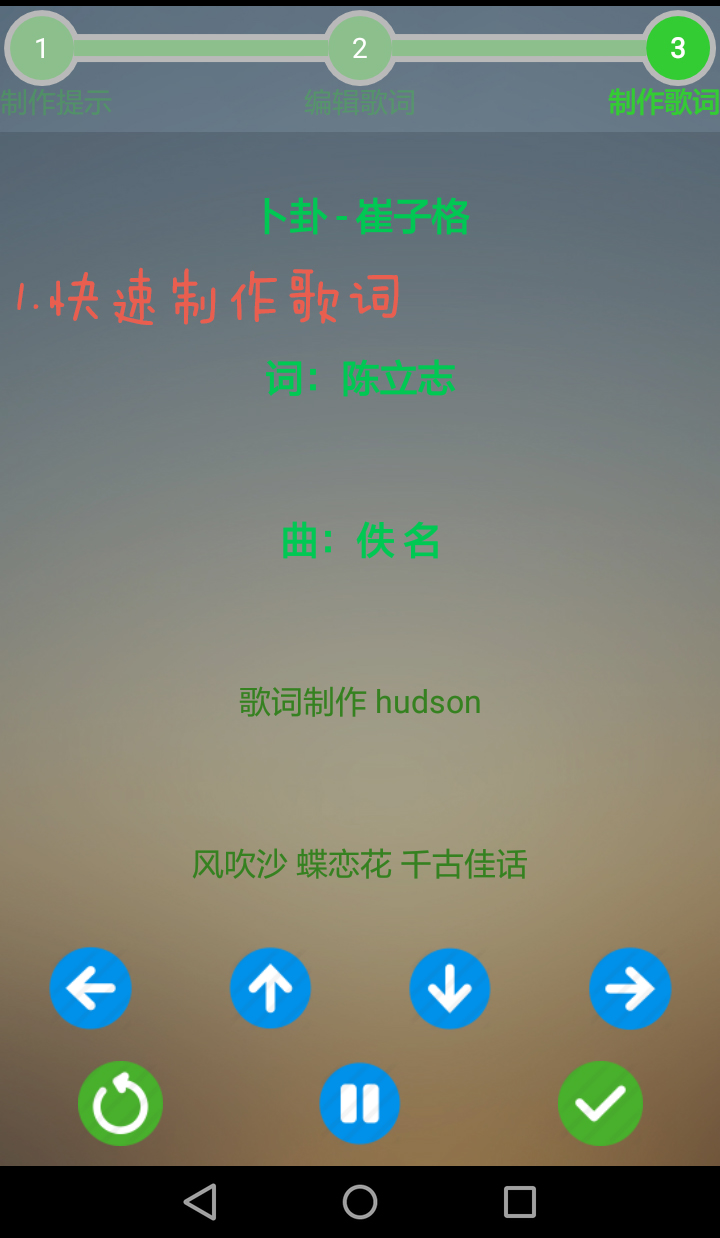 1 2 3
制作提示 编辑歌词 制作歌词
卜卦 - 崔子格
1.快速制作歌词
词：陈立志
曲：佚 名
歌词制作 hudson
风吹沙 蝶恋花 千古佳话